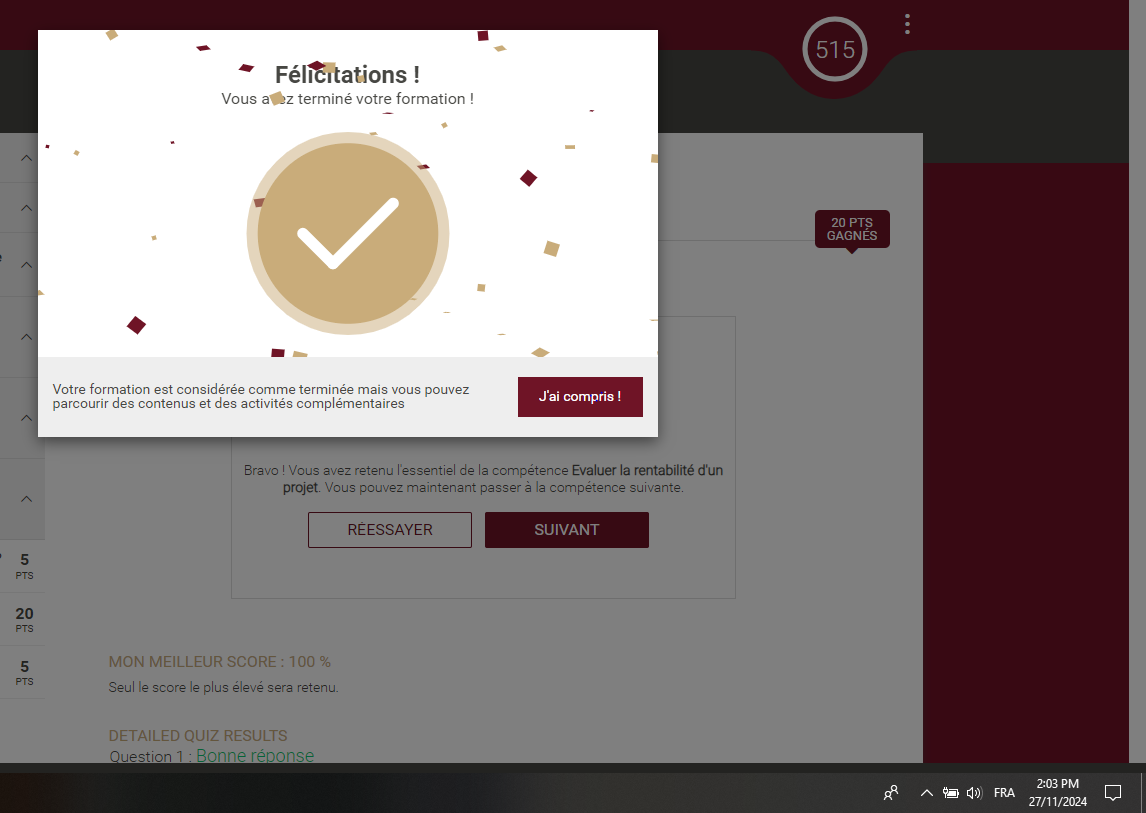 515
Félicitations !
Vous avez terminé votre formation !
20 PTS
GAGNÉS
Votre formation est considérée comme terminée mais vous pouvez
parcourir des contenus et des activités complémentaires
J'ai compris !
Bravo ! Vous avez retenu l'essentiel de la compétence Evaluer la rentabilité d'un
projet. Vous pouvez maintenant passer à la compétence suivante.
RÉESSAYER
SUIVANT
5
PTS
20
PTS
5
PTS
MON MEILLEUR SCORE : 100 %
Seul le score le plus élevé sera retenu.
DETAILED QUIZ RESULTS
Question 1 : Bonne réponse
FRA
2:03 PM
27/11/2024